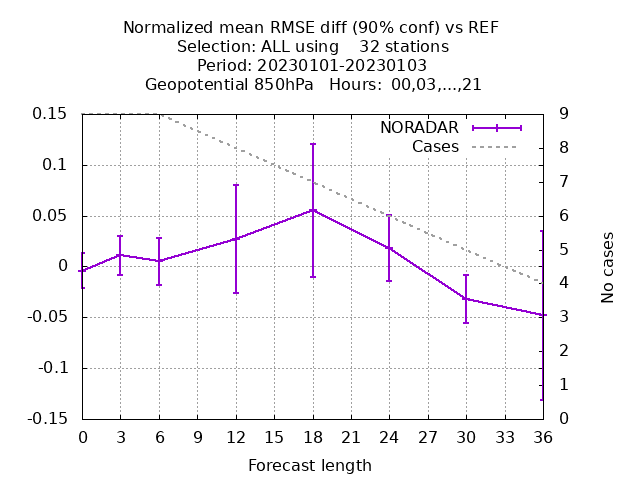 Normalized mean RMSE diff (90% conf) vs REF
Selection: ALL using    32 stations
Period: 20230101-20230103
Geopotential 850hPa   Hours:  00,03,...,21
NORADAR
Cases
0.15
0.1
0.05
0
-0.05
-0.1
-0.15
9
8
7
6
5
4
3
2
1
0
No cases
0 3 6 9 12 15 18 21 24 27 30 33 36
Forecast length